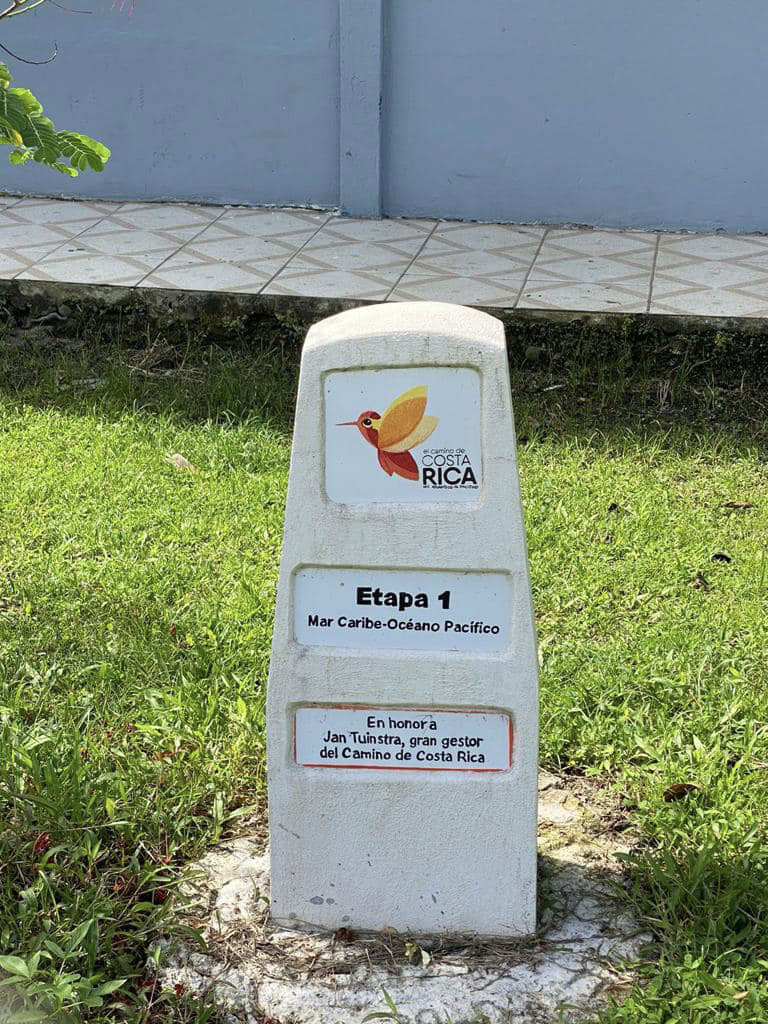 el camino de
COSTA
RICA
Etapa 1
Mar Caribe-Océano Pacífico
En honor a
Jan Tuinstra, gran gestor
del Camino de Costa Rica